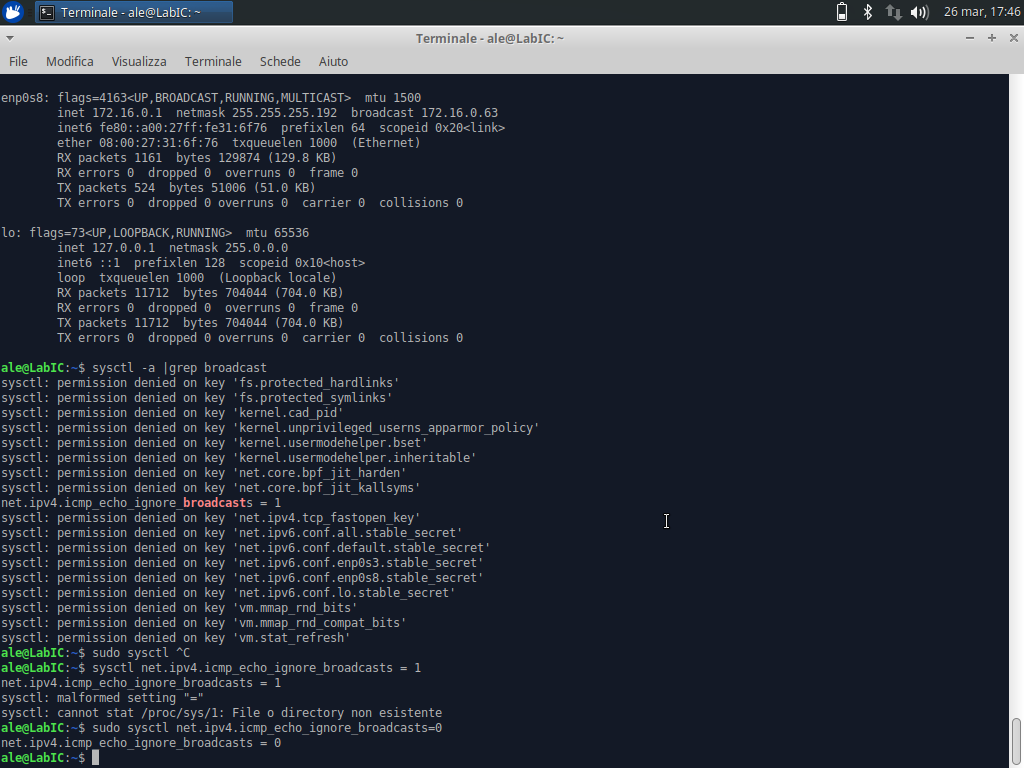 Terminale - ale@LabIC: ~
26 mar, 17:46
Terminale - ale@LabIC: ~
File Modifica Visualizza Terminale Schede Aiuto
enp0s8: flags=4163<UP,BROADCAST,RUNNING,MULTICAST>  mtu 1500
        inet 172.16.0.1  netmask 255.255.255.192  broadcast 172.16.0.63
        inet6 fe80::a00:27ff:fe31:6f76  prefixlen 64  scopeid 0x20<link>
        ether 08:00:27:31:6f:76  txqueuelen 1000  (Ethernet)
        RX packets 1161  bytes 129874 (129.8 KB)
        RX errors 0  dropped 0  overruns 0  frame 0
        TX packets 524  bytes 51006 (51.0 KB)
        TX errors 0  dropped 0 overruns 0  carrier 0  collisions 0
lo: flags=73<UP,LOOPBACK,RUNNING>  mtu 65536
        inet 127.0.0.1  netmask 255.0.0.0
        inet6 ::1  prefixlen 128  scopeid 0x10<host>
        loop  txqueuelen 1000  (Loopback locale)
        RX packets 11712  bytes 704044 (704.0 KB)
        RX errors 0  dropped 0  overruns 0  frame 0
        TX packets 11712  bytes 704044 (704.0 KB)
        TX errors 0  dropped 0 overruns 0  carrier 0  collisions 0
ale@LabIC:~$ sysctl -a |grep broadcast
sysctl: permission denied on key 'fs.protected_hardlinks'
sysctl: permission denied on key 'fs.protected_symlinks'
sysctl: permission denied on key 'kernel.cad_pid'
sysctl: permission denied on key 'kernel.unprivileged_userns_apparmor_policy'
sysctl: permission denied on key 'kernel.usermodehelper.bset'
sysctl: permission denied on key 'kernel.usermodehelper.inheritable'
sysctl: permission denied on key 'net.core.bpf_jit_harden'
sysctl: permission denied on key 'net.core.bpf_jit_kallsyms'
net.ipv4.icmp_echo_ignore_broadcasts = 1
sysctl: permission denied on key 'net.ipv4.tcp_fastopen_key'
sysctl: permission denied on key 'net.ipv6.conf.all.stable_secret'
sysctl: permission denied on key 'net.ipv6.conf.default.stable_secret'
sysctl: permission denied on key 'net.ipv6.conf.enp0s3.stable_secret'
sysctl: permission denied on key 'net.ipv6.conf.enp0s8.stable_secret'
sysctl: permission denied on key 'net.ipv6.conf.lo.stable_secret'
sysctl: permission denied on key 'vm.mmap_rnd_bits'
sysctl: permission denied on key 'vm.mmap_rnd_compat_bits'
sysctl: permission denied on key 'vm.stat_refresh'
ale@LabIC:~$ sudo sysctl ^C
ale@LabIC:~$ sysctl net.ipv4.icmp_echo_ignore_broadcasts = 1
net.ipv4.icmp_echo_ignore_broadcasts = 1
sysctl: malformed setting "="
sysctl: cannot stat /proc/sys/1: File o directory non esistente
ale@LabIC:~$ sudo sysctl net.ipv4.icmp_echo_ignore_broadcasts=0
net.ipv4.icmp_echo_ignore_broadcasts = 0
ale@LabIC:~$